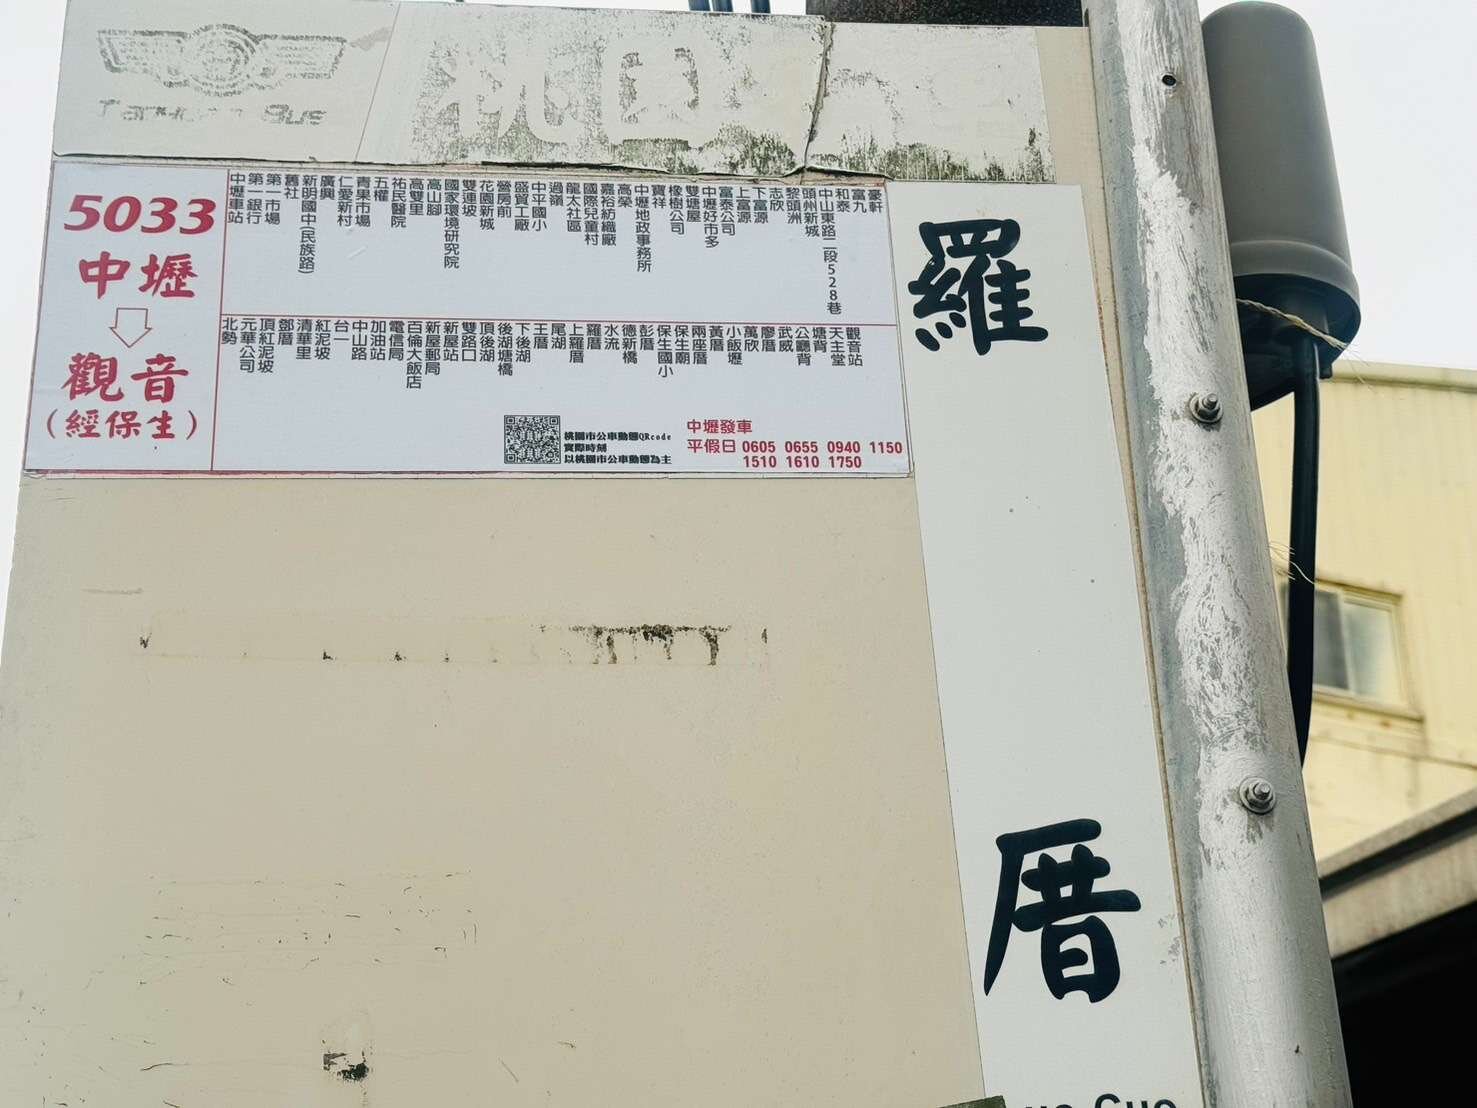 Taoyuan Bus
桃園
5033
中壢
觀音
(經保生)
中壢車站
第一銀行
第一市場
舊社
新明國中(民族路)
廣興
仁愛新村
青果市場
五權
祐民醫院
高雙里
高山腳
國家環境研究院
雙連坡
花園新城
營房前
盛貿工廠
中平國小
過嶺
龍太社區
國際兒童村
嘉裕紡織廠
高榮
中壢地政事務所
寶祥
橡樹公司
雙塘屋
中壢好市多
富泰公司
上富源
下富源
志欣
黎頭洲
頭州新城
中山東路二段528巷
和泰
富九
豪軒
北勢
元華公司
頂紅泥坡
鄧厝
清華里
紅泥坡
台一
中山路
加油站
電信局
百倫大飯店
新屋郵局
新屋站
雙路口
頂後湖
後湖塘橋
下後湖
王厝
尾湖
上羅厝
羅厝
水流
德新橋
彭厝
保生國小
保生廟
兩座厝
黃厝
小飯壢
萬欣
廖厝
武威
公廳背
塘背
天主堂
觀音站
桃園市公車動態QRcode
實際時刻
以桃園市公車動態為主
中壢發車
平假日 0605 0655 0940 1150
1510 1610 1750
羅厝